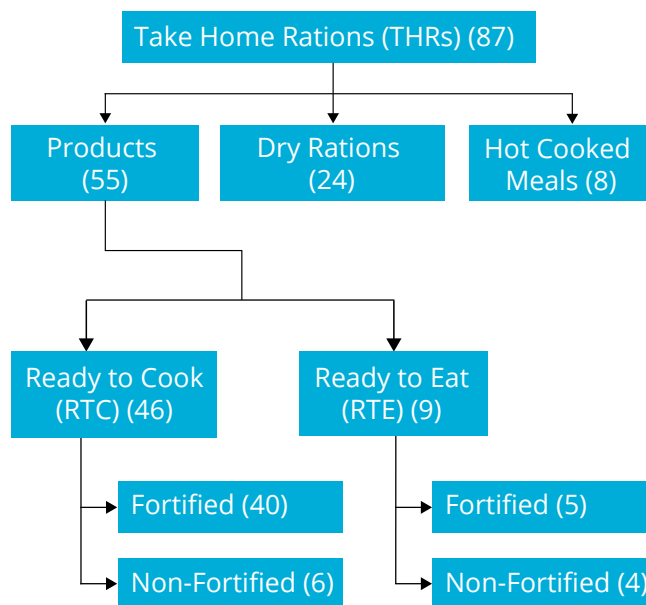 Take Home Rations (THRs) (87)
Products
(55)
Dry Rations
(24)
Hot Cooked
Meals (8)
Ready to Cook
(RTC) (46)
Ready to Eat
(RTE) (9)
Fortified (40)
Non-Fortified (6)
Fortified (5)
Non-Fortified (4)